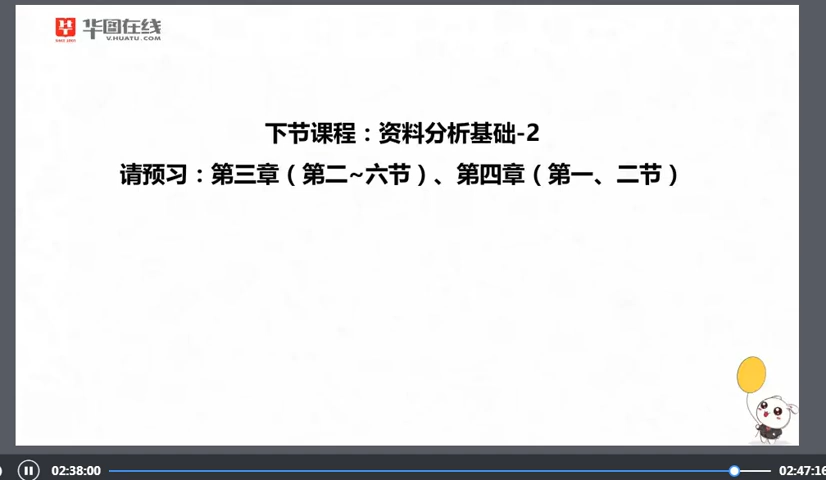 华图在线
V.HUATU.COM
下节课程：资料分析基础-2
请预习：第三章（第二~六节）、第四章（第一、二节）
02:38:00
02:47:16